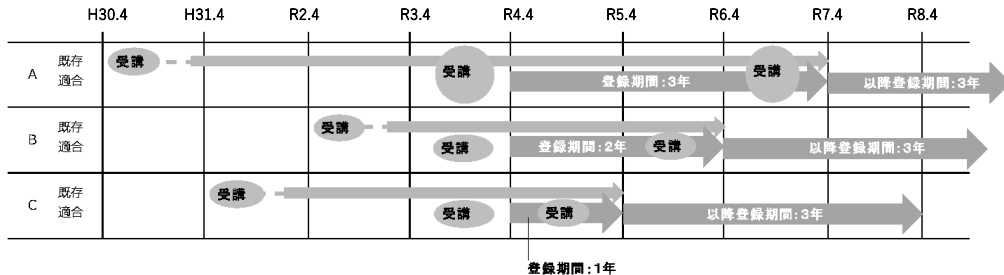 H30.4 H31.4 R2.4 R3.4 R4.4 R5.4 R6.4 R7.4 R8.4
既存 受講
A 受講 受講
適合 登録期間:3年 以降登録期間:3年
既存 受講
B
適合 受講 登録期間:2年 受講 以降登録期間:3年
既存 受講
C
適合 受講 受講 以降登録期間:3年
登録期間:1年